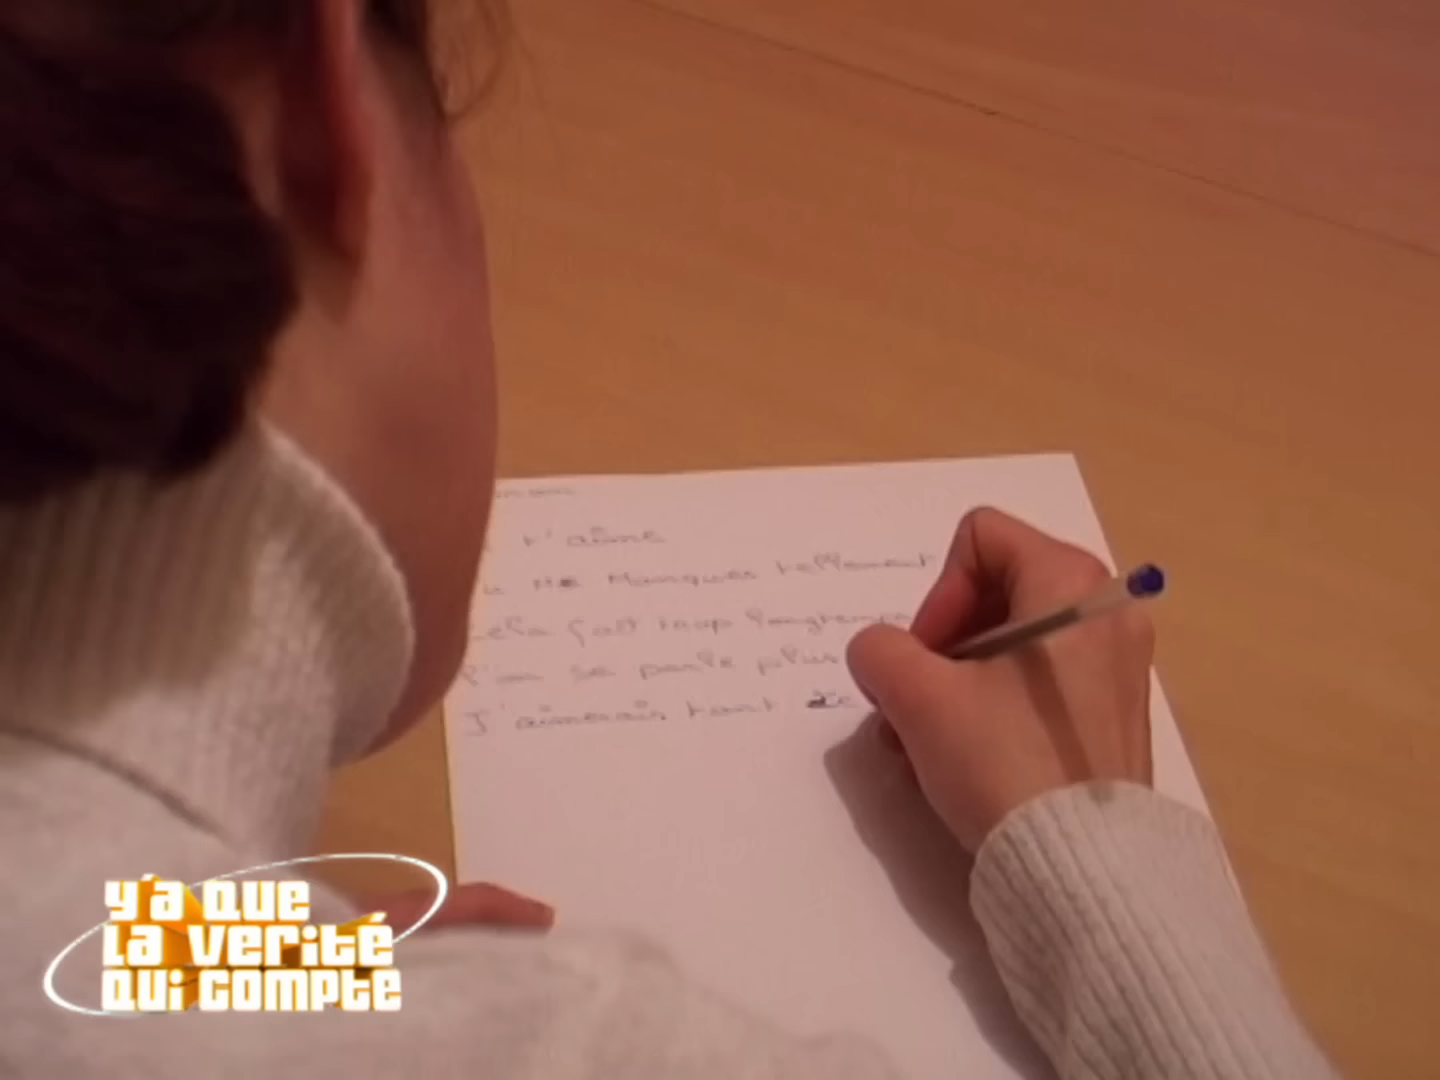 t'aime
Me Manques tellement
Cela fait trop longtemps
l'on se parle plus
J'aimerais tant de
Y'A QUE
LA VERITÉ
QUI COMPTE